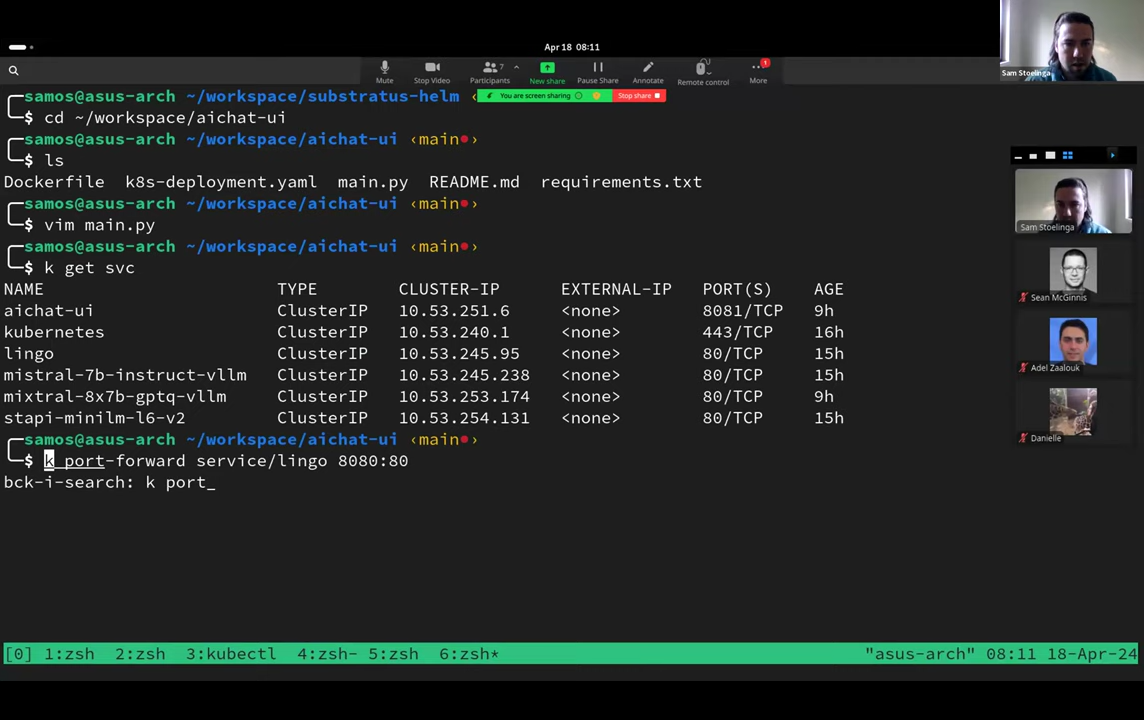 Apr 18 08:11
Sam Stoelinga
Mute
Stop Video
Participants
7
New share
Pause Share
Annotate
Remote control
More
1
samos@asus-arch ~/workspace/substratus-helm ‹
You are screen sharing
Stop share
$ cd ~/workspace/aichat-ui
samos@asus-arch ~/workspace/aichat-ui ‹main●›
$ ls
Dockerfile k8s-deployment.yaml main.py README.md requirements.txt
samos@asus-arch ~/workspace/aichat-ui ‹main●›
$ vim main.py
samos@asus-arch ~/workspace/aichat-ui ‹main●›
$ k get svc
NAME TYPE CLUSTER-IP EXTERNAL-IP PORT(S) AGE
aichat-ui ClusterIP 10.53.251.6 <none> 8081/TCP 9h
kubernetes ClusterIP 10.53.240.1 <none> 443/TCP 16h
lingo ClusterIP 10.53.245.95 <none> 80/TCP 15h
mistral-7b-instruct-vllm ClusterIP 10.53.245.238 <none> 80/TCP 15h
mixtral-8x7b-gptq-vllm ClusterIP 10.53.253.174 <none> 80/TCP 9h
stapi-minilm-l6-v2 ClusterIP 10.53.254.131 <none> 80/TCP 15h
samos@asus-arch ~/workspace/aichat-ui ‹main●›
$ k port-forward service/lingo 8080:80
bck-i-search: k port_
Sam Stoelinga
Sean McGinnis
Adel Zaalouk
Danielle
[0] 1:zsh 2:zsh 3:kubectl 4:zsh- 5:zsh 6:zsh* "asus-arch" 08:11 18-Apr-24